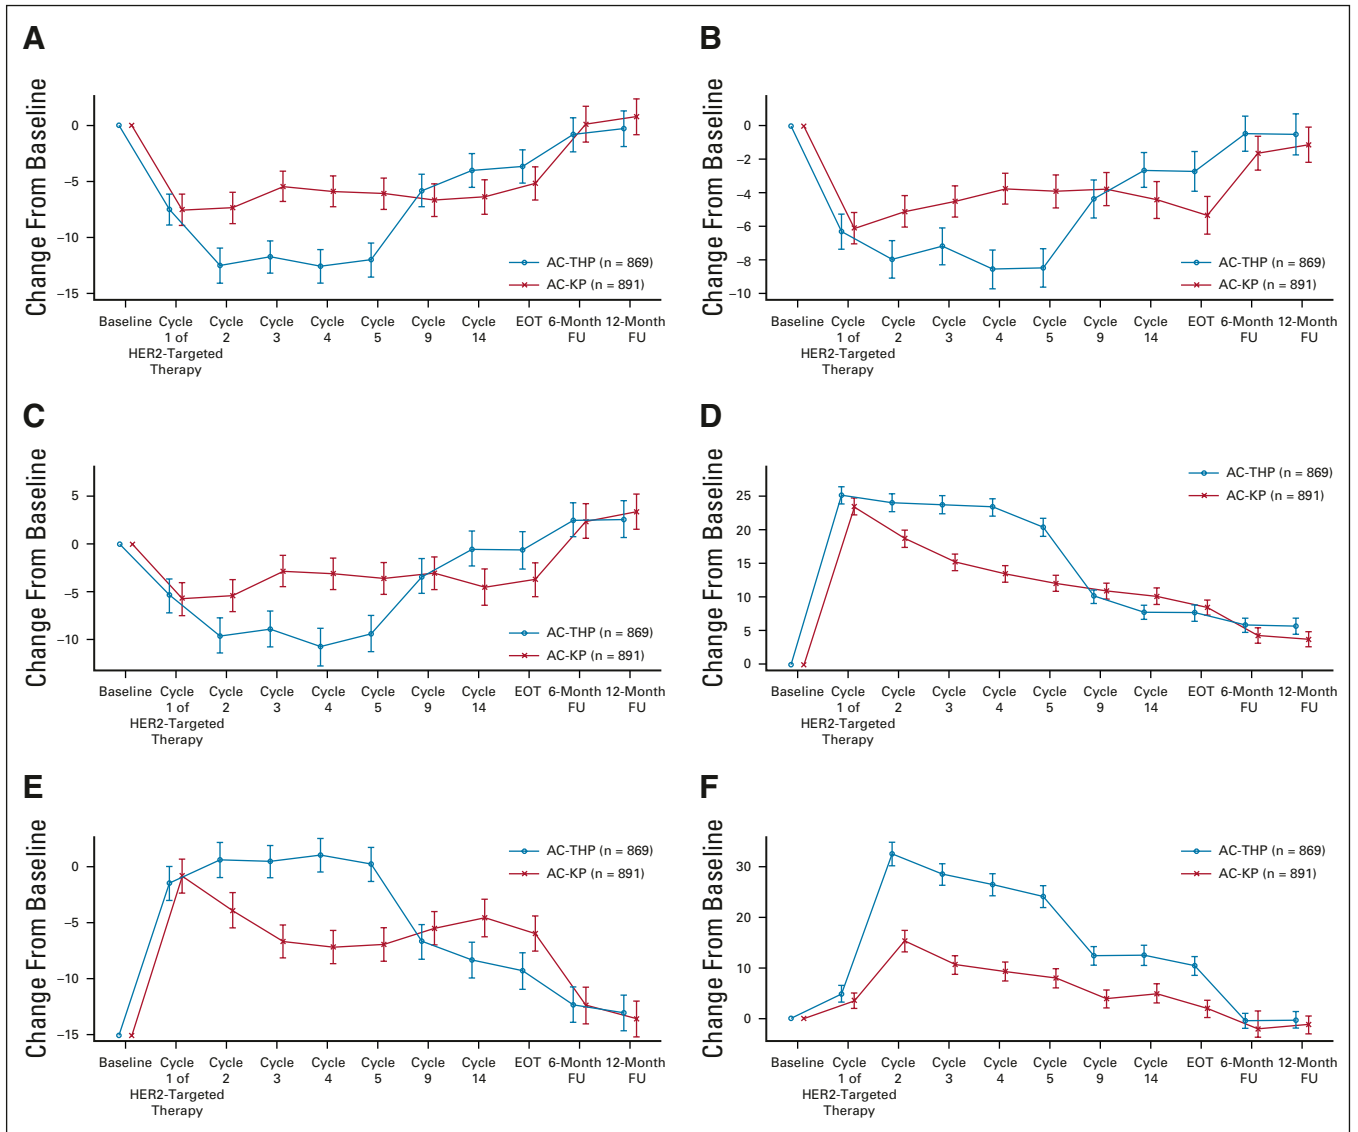 A
Change From Baseline
0
−5
−10
−15
AC-THP (n = 869)
AC-KP (n = 891)
Baseline Cycle Cycle Cycle Cycle Cycle Cycle Cycle EOT 6-Month 12-Month
1 of 2 3 4 5 9 14 FU FU
HER2-Targeted
Therapy
B
Change From Baseline
0
−2
−4
−6
−8
−10
AC-THP (n = 869)
AC-KP (n = 891)
Baseline Cycle Cycle Cycle Cycle Cycle Cycle Cycle EOT 6-Month 12-Month
1 of 2 3 4 5 9 14 FU FU
HER2-Targeted
Therapy
C
Change From Baseline
5
0
−5
−10
AC-THP (n = 869)
AC-KP (n = 891)
Baseline Cycle Cycle Cycle Cycle Cycle Cycle Cycle EOT 6-Month 12-Month
1 of 2 3 4 5 9 14 FU FU
HER2-Targeted
Therapy
D
Change From Baseline
25
20
15
10
5
0
AC-THP (n = 869)
AC-KP (n = 891)
Baseline Cycle Cycle Cycle Cycle Cycle Cycle Cycle EOT 6-Month 12-Month
1 of 2 3 4 5 9 14 FU FU
HER2-Targeted
Therapy
E
Change From Baseline
0
−5
−10
−15
AC-THP (n = 869)
AC-KP (n = 891)
Baseline Cycle Cycle Cycle Cycle Cycle Cycle Cycle EOT 6-Month 12-Month
1 of 2 3 4 5 9 14 FU FU
HER2-Targeted
Therapy
F
Change From Baseline
30
20
10
0
AC-THP (n = 869)
AC-KP (n = 891)
Baseline Cycle Cycle Cycle Cycle Cycle Cycle Cycle EOT 6-Month 12-Month
1 of 2 3 4 5 9 14 FU FU
HER2-Targeted
Therapy